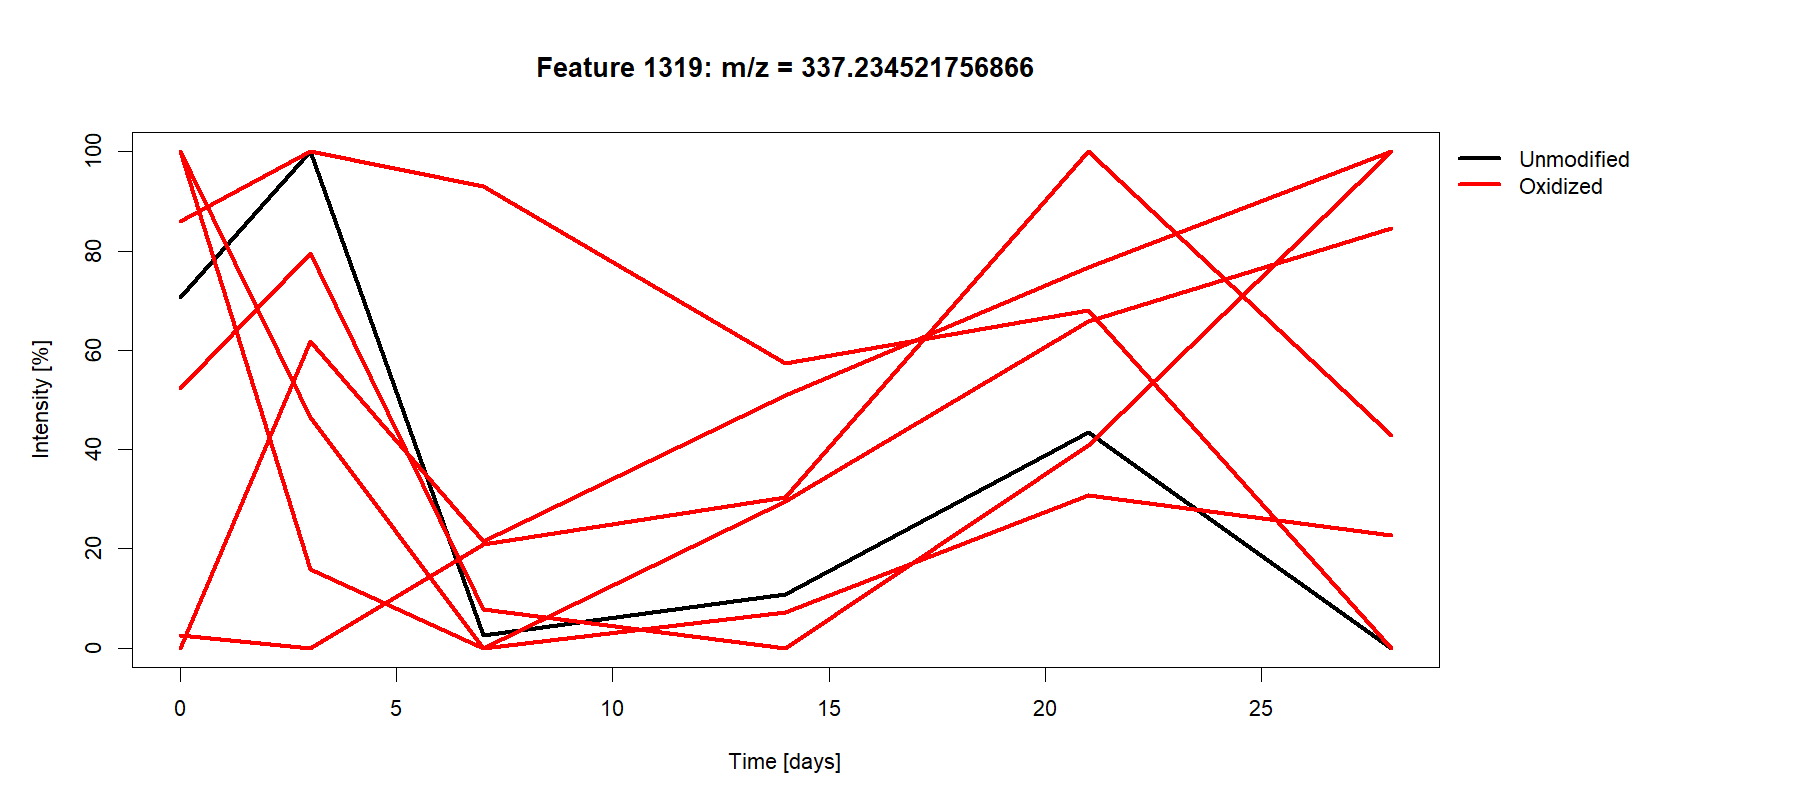 Feature 1319: m/z = 337.234521756866
Unmodified
Oxidized
Intensity [%]
100
80
60
40
20
0
0 5 10 15 20 25
Time [days]